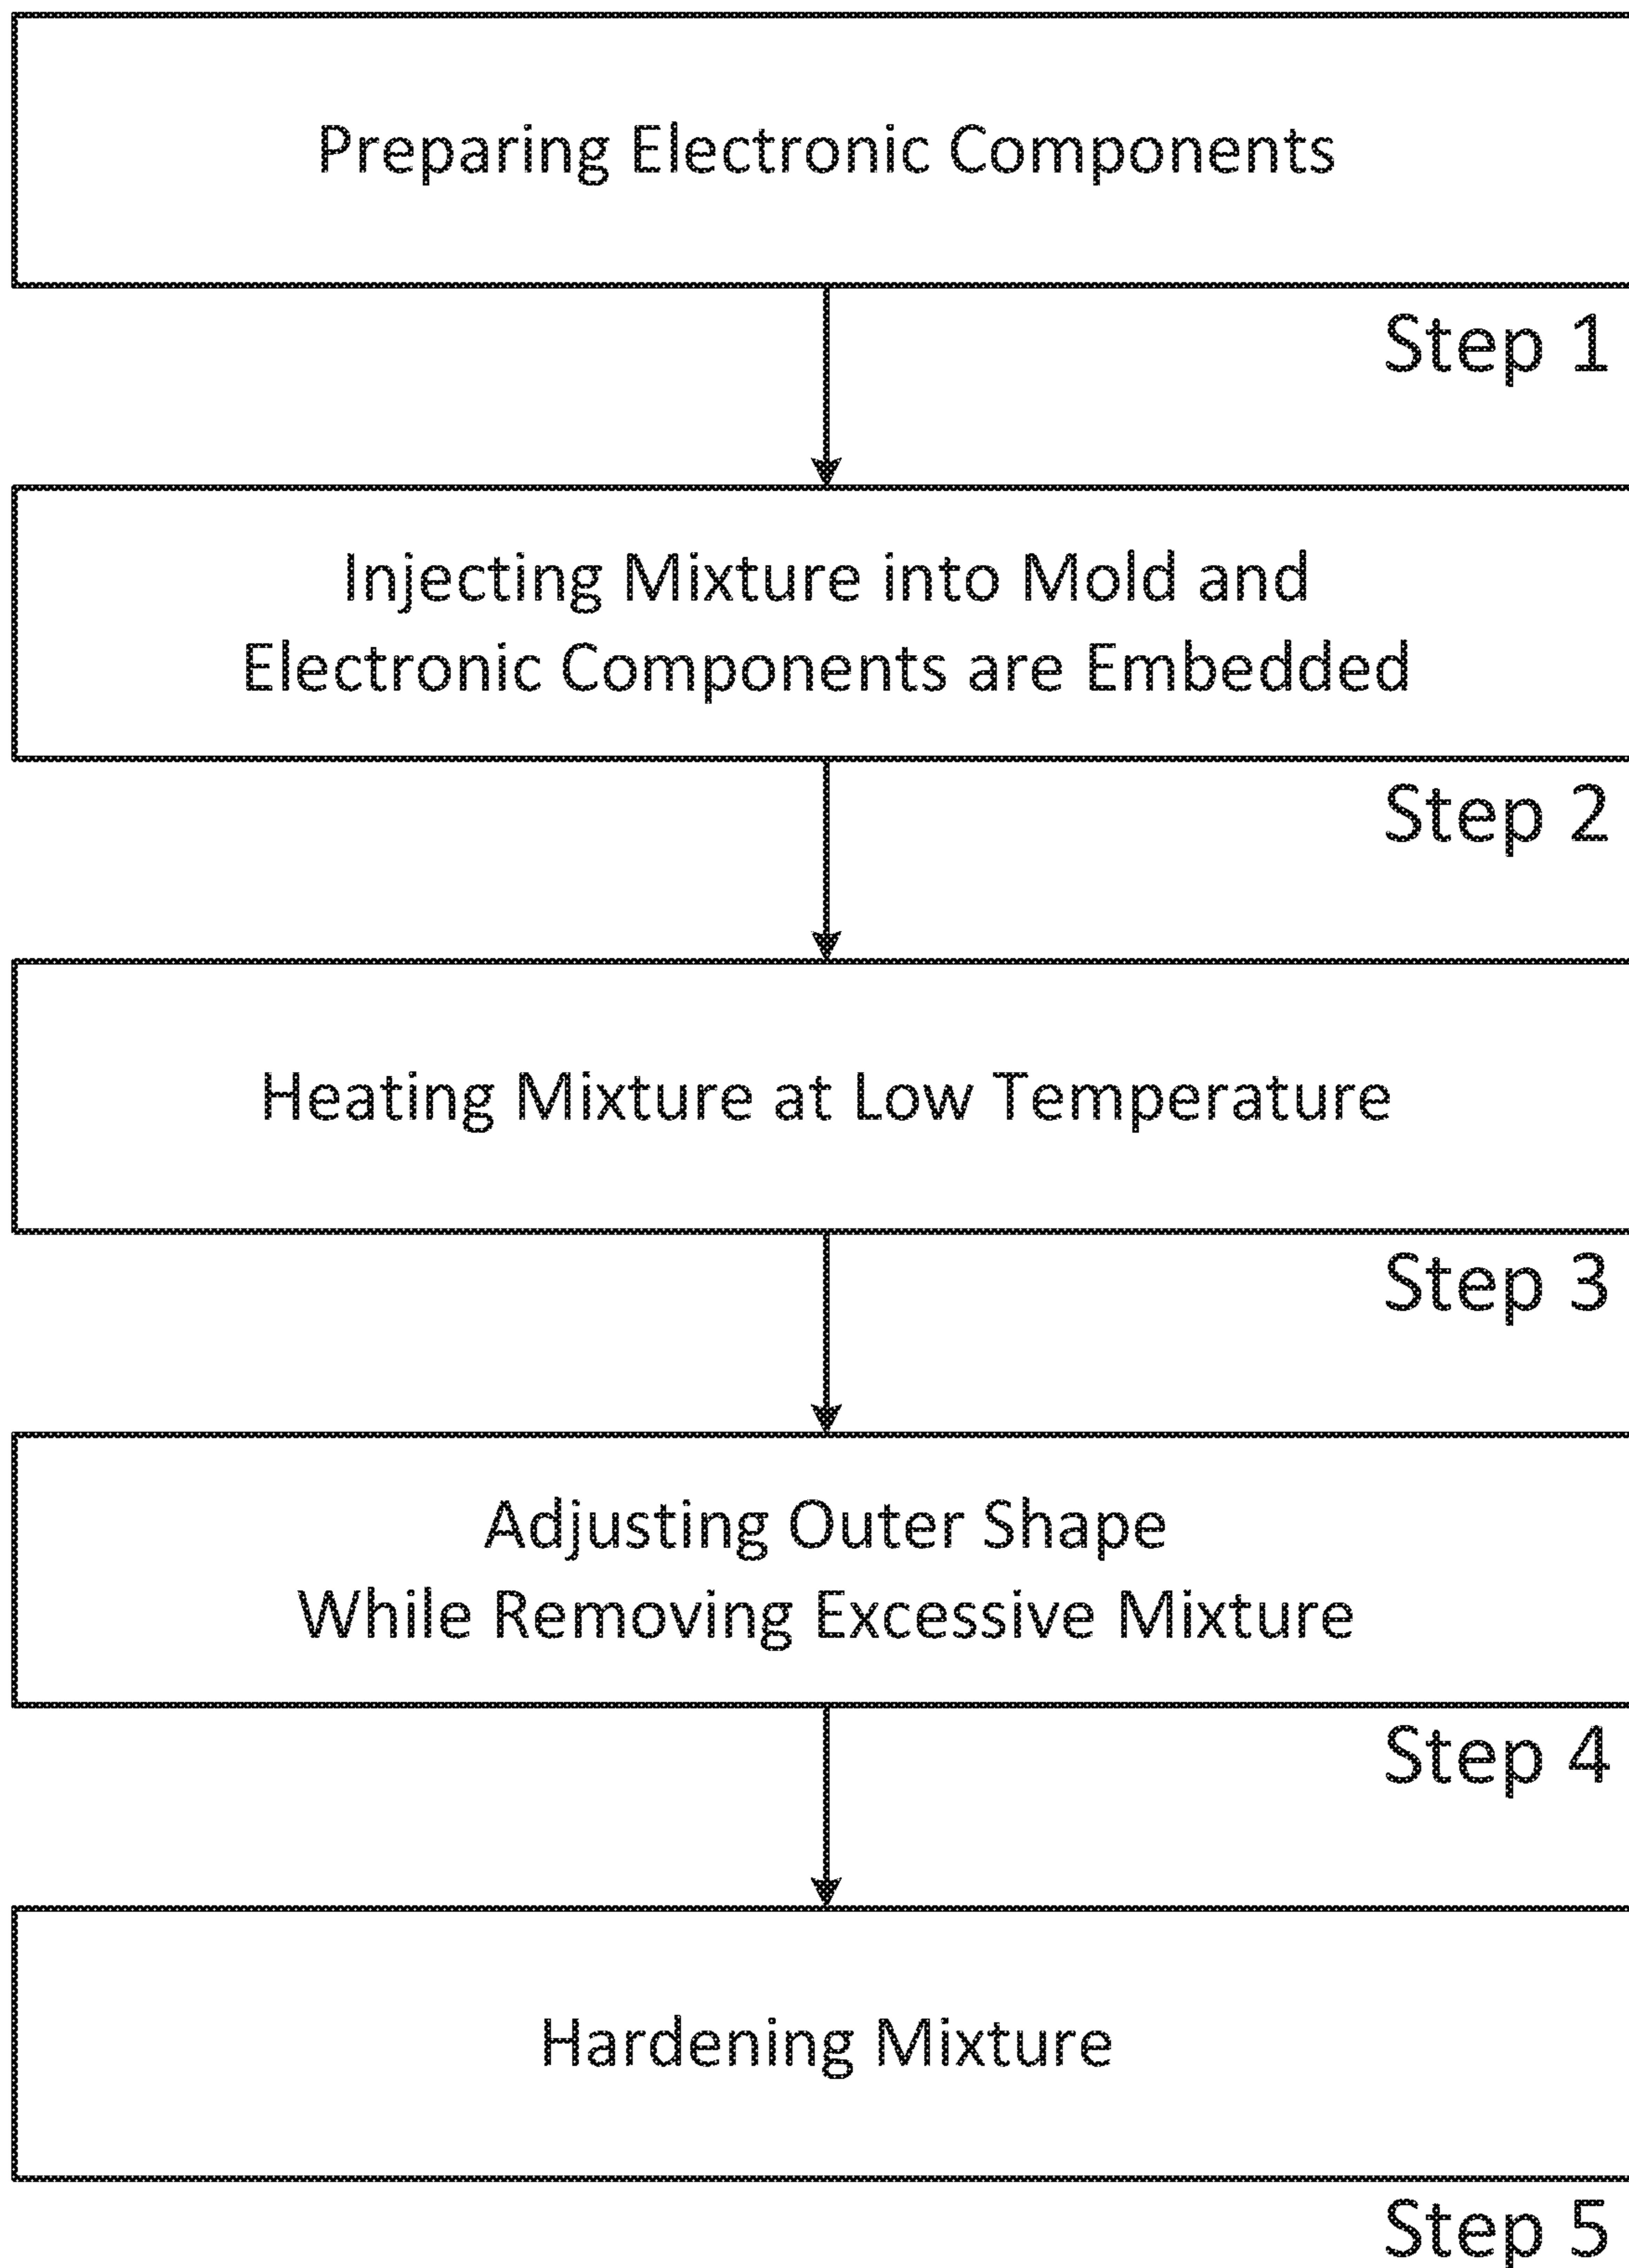 Preparing Electronic Components
Step 1
Injecting Mixture into Mold and
Electronic Components are Embedded
Step 2
Heating Mixture at Low Temperature
Step 3
Adjusting Outer Shape
While Removing Excessive Mixture
Step 4
Hardening Mixture
Step 5